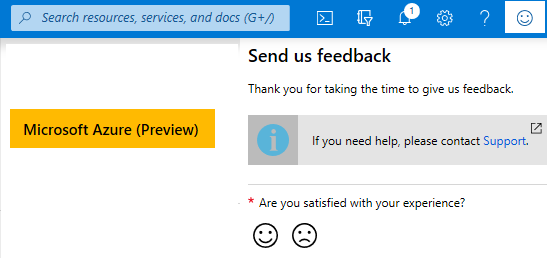 Search resources, services, and docs (G+/)
1
Send us feedback
Thank you for taking the time to give us feedback.
Microsoft Azure (Preview)
If you need help, please contact Support.
* Are you satisfied with your experience?